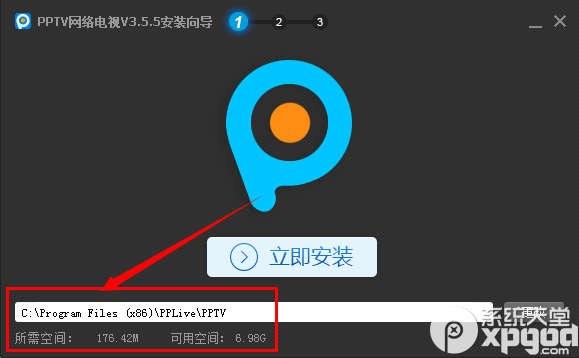 PPTV网络电视V3.5.5安装向导 1 2 3
立即安装
C:\Program Files (x86)\PPLive\PPTV
所需空间: 176.42M 可用空间: 6.98G
系统天堂
xpgod.com